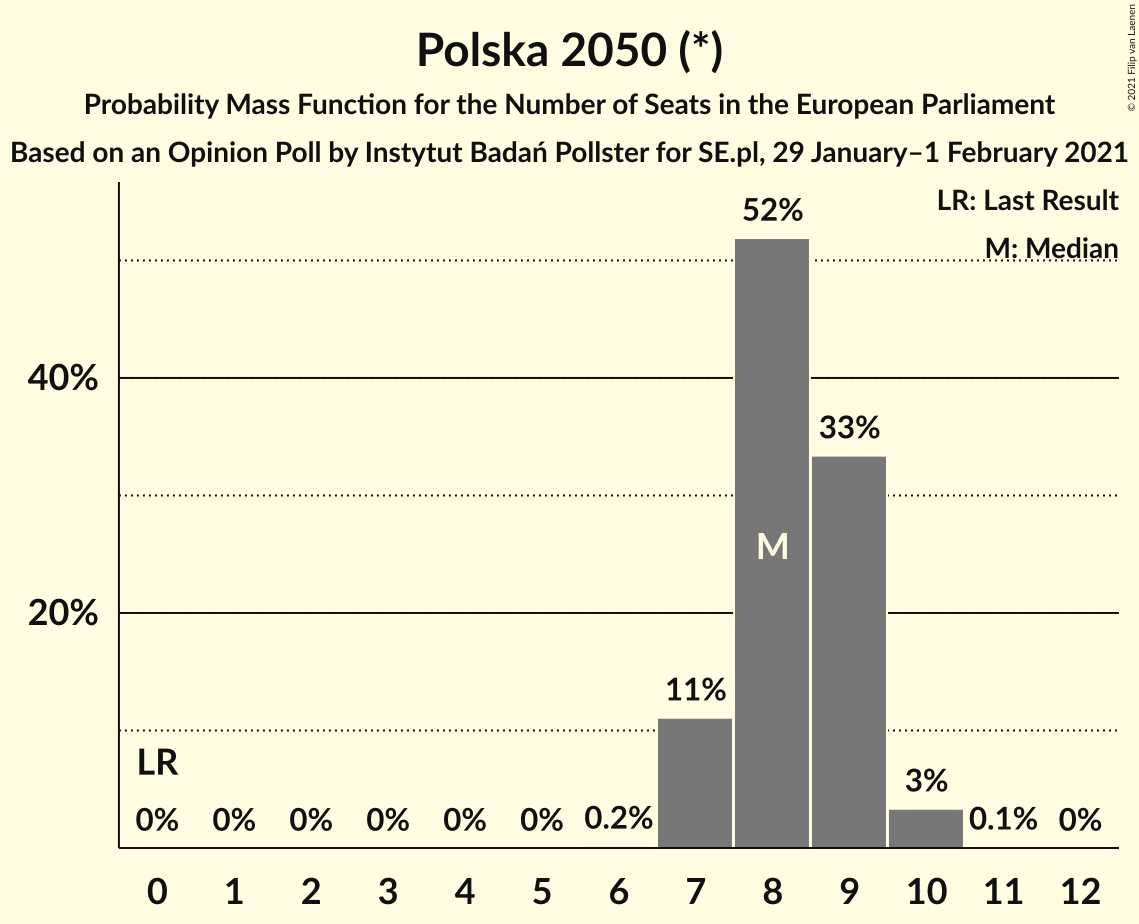 Polska 2050 (*)
Probability Mass Function for the Number of Seats in the European Parliament
Based on an Opinion Poll by Instytut Badań Pollster for SE.pl, 29 January–1 February 2021
© 2021 Filip van Laenen
LR: Last Result
M: Median
52%
40%
33%
M
20%
11%
LR
3%
0% 0% 0% 0% 0% 0% 0.2% 0.1% 0%
0 1 2 3 4 5 6 7 8 9 10 11 12